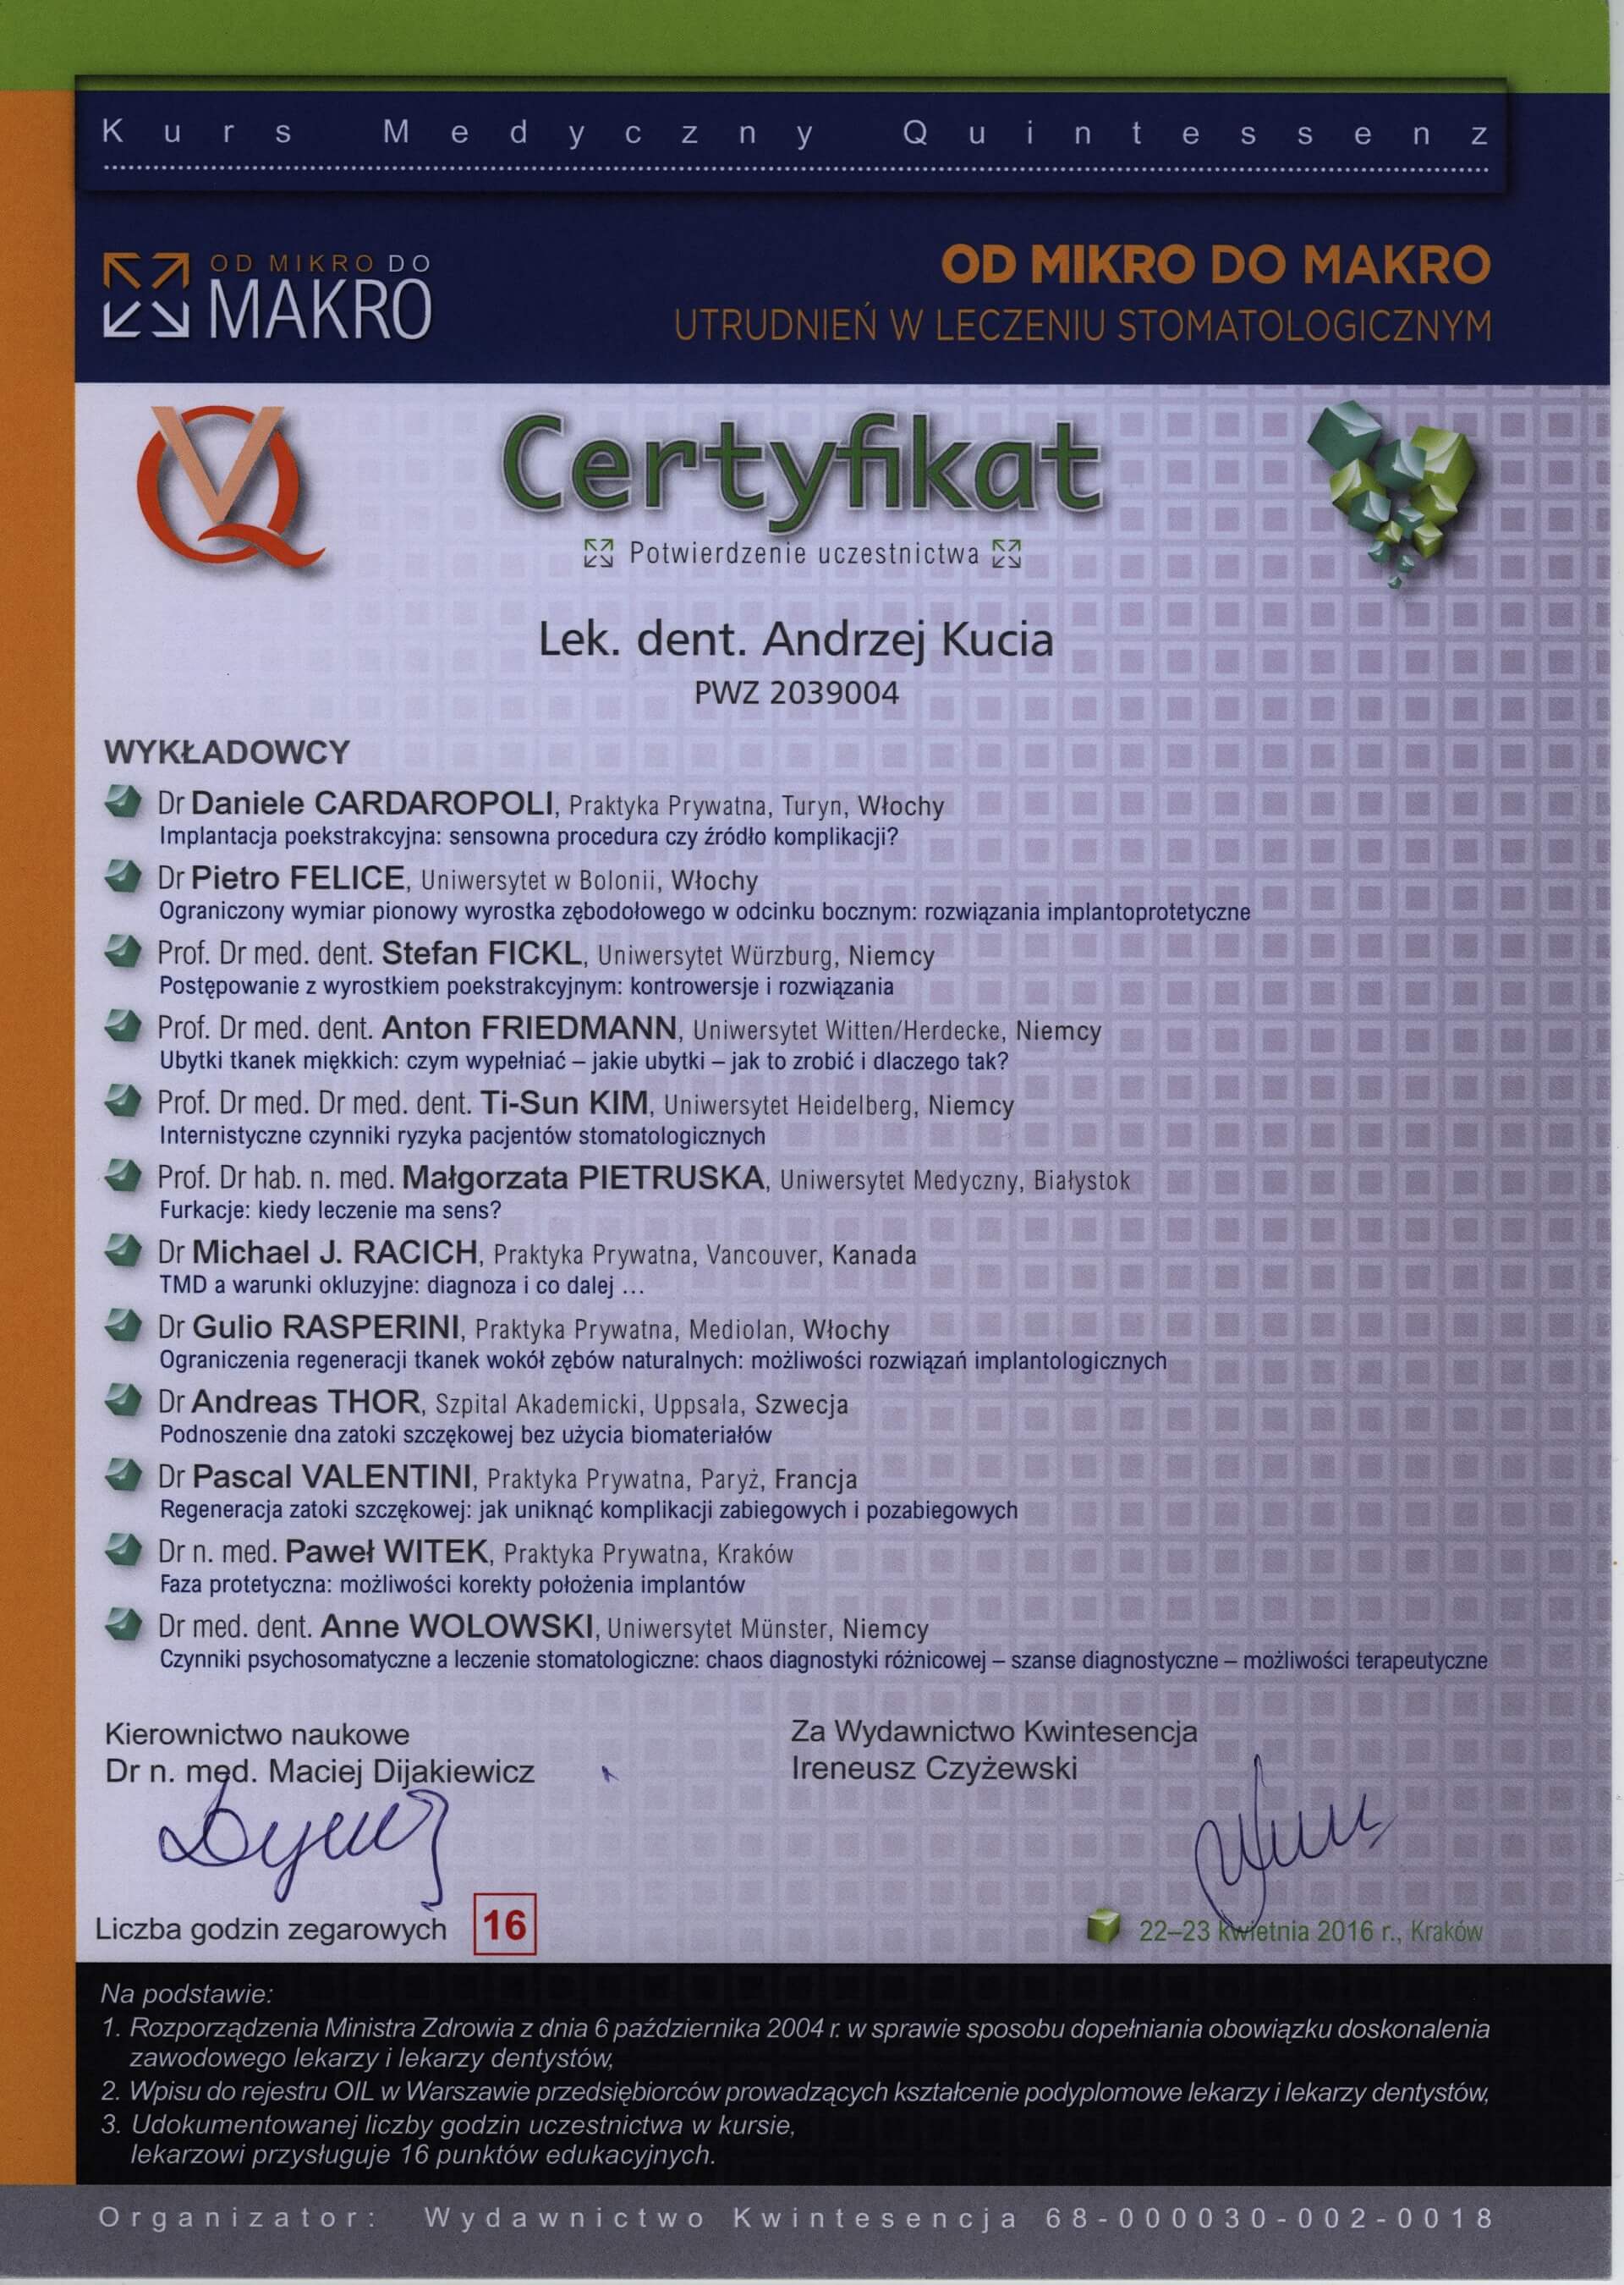 Kurs Medyczny Quintessenz
OD MIKRO DO
MAKRO
OD MIKRO DO MAKRO
UTRUDNIEŃ W LECZENIU STOMATOLOGICZNYM
VQ
Certyfikat
Potwierdzenie uczestnictwa
Lek. dent. Andrzej Kucia
PWZ 2039004
WYKŁADOWCY
Dr Daniele CARDAROPOLI, Praktyka Prywatna, Turyn, Włochy
Implantacja poekstrakcyjna: sensowna procedura czy źródło komplikacji?
Dr Pietro FELICE, Uniwersytet w Bolonii, Włochy
Ograniczony wymiar pionowy wyrostka zębodołowego w odcinku bocznym: rozwiązania implantoprotetyczne
Prof. Dr med. dent. Stefan FICKL, Uniwersytet Würzburg, Niemcy
Postępowanie z wyrostkiem poekstrakcyjnym: kontrowersje i rozwiązania
Prof. Dr med. dent. Anton FRIEDMANN, Uniwersytet Witten/Herdecke, Niemcy
Ubytki tkanek miękkich: czym wypełniać – jakie ubytki – jak to zrobić i dlaczego tak?
Prof. Dr med. Dr med. dent. Ti-Sun KIM, Uniwersytet Heidelberg, Niemcy
Internistyczne czynniki ryzyka pacjentów stomatologicznych
Prof. Dr hab. n. med. Małgorzata PIETRUSKA, Uniwersytet Medyczny, Białystok
Furkacje: kiedy leczenie ma sens?
Dr Michael J. RACICH, Praktyka Prywatna, Vancouver, Kanada
TMD a warunki okluzyjne: diagnoza i co dalej ...
Dr Gulio RASPERINI, Praktyka Prywatna, Mediolan, Włochy
Ograniczenia regeneracji tkanek wokół zębów naturalnych: możliwości rozwiązań implantologicznych
Dr Andreas THOR, Szpital Akademicki, Uppsala, Szwecja
Podnoszenie dna zatoki szczękowej bez użycia biomateriałów
Dr Pascal VALENTINI, Praktyka Prywatna, Paryż, Francja
Regeneracja zatoki szczękowej: jak uniknąć komplikacji zabiegowych i pozabiegowych
Dr n. med. Paweł WITEK, Praktyka Prywatna, Kraków
Faza protetyczna: możliwości korekty położenia implantów
Dr med. dent. Anne WOLOWSKI, Uniwersytet Münster, Niemcy
Czynniki psychosomatyczne a leczenie stomatologiczne: chaos diagnostyki różnicowej – szanse diagnostyczne – możliwości terapeutyczne
Kierownictwo naukowe
Dr n. med. Maciej Dijakiewicz
Za Wydawnictwo Kwintesencja
Ireneusz Czyżewski
Liczba godzin zegarowych 16
22–23 kwietnia 2016 r., Kraków
Na podstawie:
1. Rozporządzenia Ministra Zdrowia z dnia 6 października 2004 r. w sprawie sposobu dopełniania obowiązku doskonalenia
zawodowego lekarzy i lekarzy dentystów,
2. Wpisu do rejestru OIL w Warszawie przedsiębiorców prowadzących kształcenie podyplomowe lekarzy i lekarzy dentystów,
3. Udokumentowanej liczby godzin uczestnictwa w kursie,
lekarzowi przysługuje 16 punktów edukacyjnych.
Organizator: Wydawnictwo Kwintesencja 68-000030-002-0018